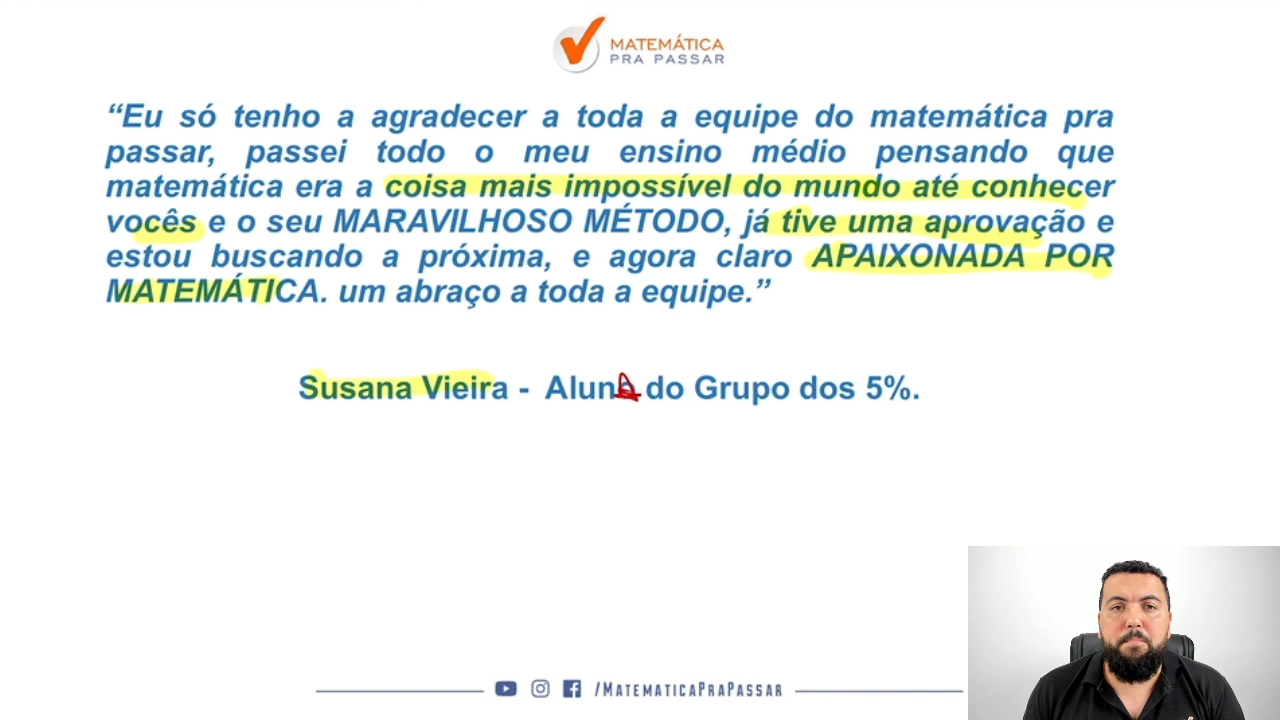 MATEMÁTICA
PRA PASSAR
“Eu só tenho a agradecer a toda a equipe do matemática pra
passar, passei todo o meu ensino médio pensando que
matemática era a coisa mais impossível do mundo até conhecer
vocês e o seu MARAVILHOSO MÉTODO, já tive uma aprovação e
estou buscando a próxima, e agora claro APAIXONADA POR
MATEMÁTICA. um abraço a toda a equipe.”
Susana Vieira - Aluna do Grupo dos 5%.
/MATEMATICAPRAPASSAR